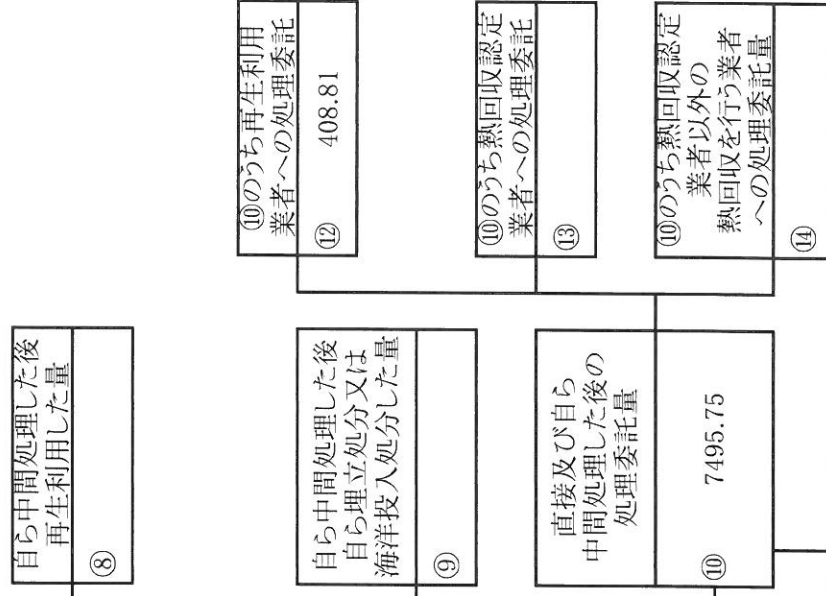 自ら中間処理した後
再生利用した量
⑧
自ら中間処理した後
自ら埋立処分又は
海洋投入処分した量
⑨
直接及び自ら
中間処理した後の
処理委託量
⑩ 7495.75
⑩のうち再生利用
業者への処理委託
⑫ 408.81
⑩のうち熱回収認定
業者への処理委託
⑬
⑩のうち熱回収認定
業者以外の
熱回収を行う業者
への処理委託量
⑭